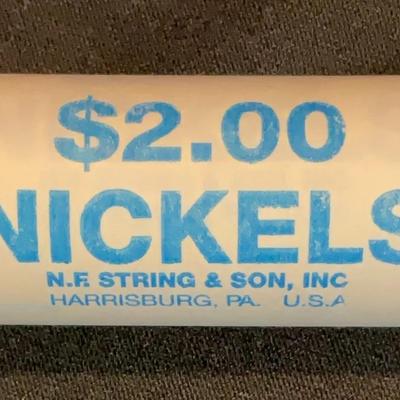 $2.00
NICKELS
N.F. STRING & SON, INC
HARRISBURG, PA. U.S.A